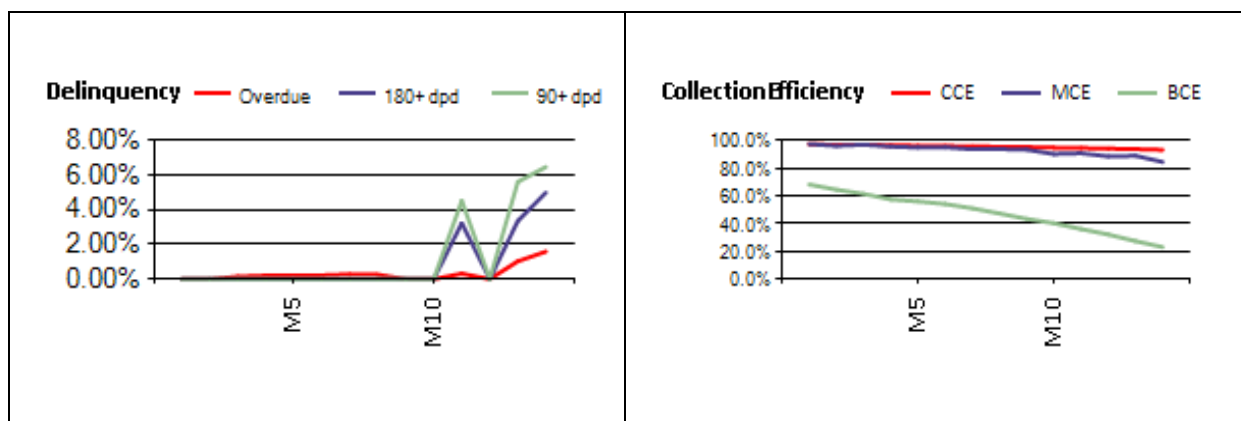 Delinquency Overdue 180+ dpd 90+ dpd
8.00%
6.00%
4.00%
2.00%
0.00%
M5
M10
Collection Efficiency CCE MCE BCE
100.0%
80.0%
60.0%
40.0%
20.0%
0.0%
M5
M10